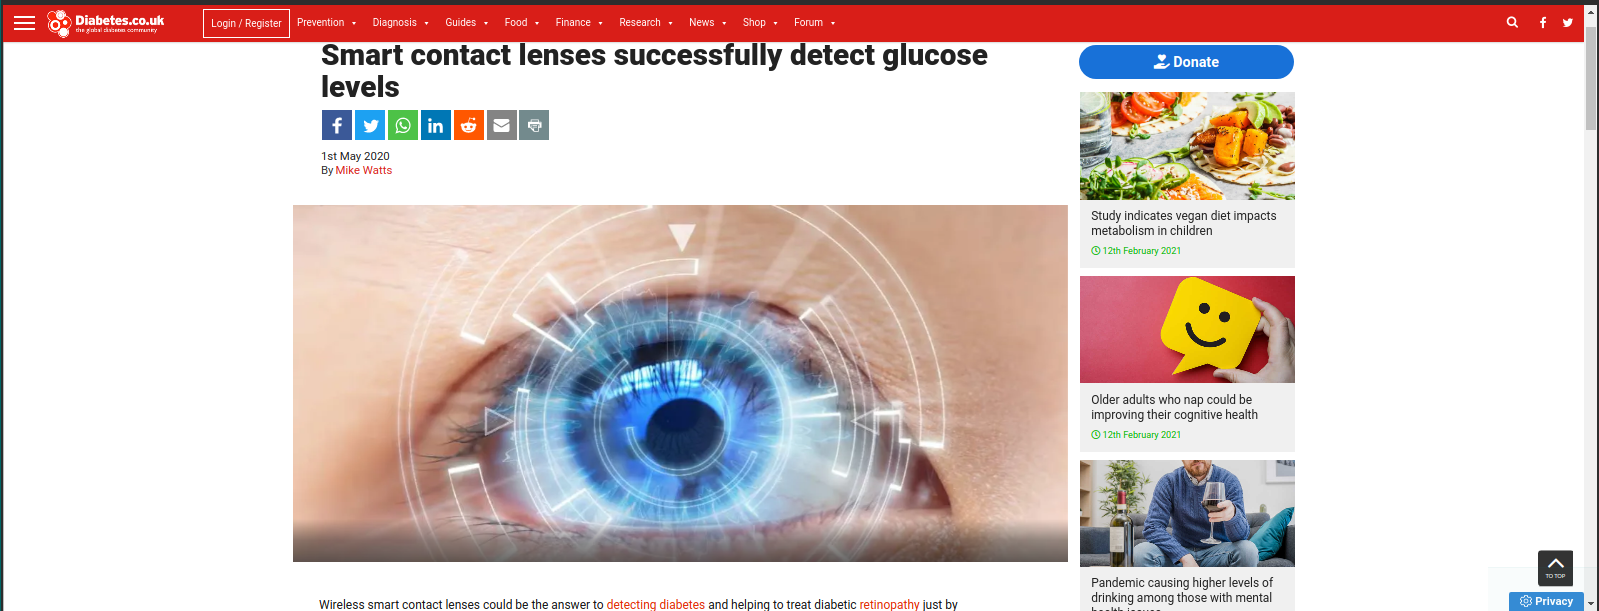 Diabetes.co.uk
the global diabetes community
Login / Register
Prevention
Diagnosis
Guides
Food
Finance
Research
News
Shop
Forum
Smart contact lenses successfully detect glucose
levels
1st May 2020
By Mike Watts
Wireless smart contact lenses could be the answer to detecting diabetes and helping to treat diabetic retinopathy just by
Donate
Study indicates vegan diet impacts
metabolism in children
12th February 2021
Older adults who nap could be
improving their cognitive health
12th February 2021
Pandemic causing higher levels of
drinking among those with mental
TO TOP
Privacy